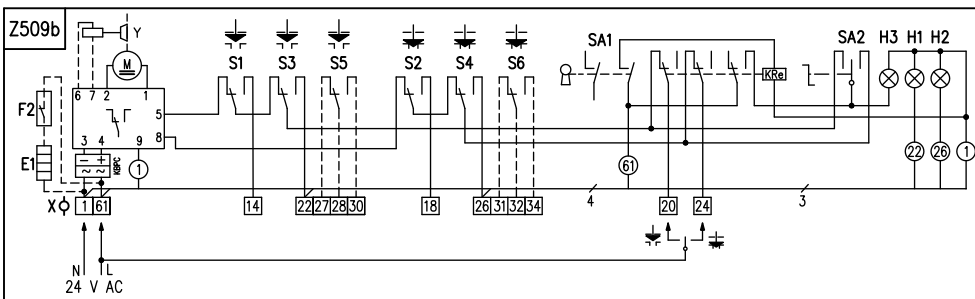 Z509b
Y
M
S1 S3 S5 S2 S4 S6 SA1 SA2 H3 H1 H2
KRe
6 7 2 1
F2
5
8
3 4 9
E1
– +
~ ~
KBPC
1
61
22 26 1
X 1 61 14 22 27 28 30 18 26 31 32 34 4 20 24 3
N L
24 V AC